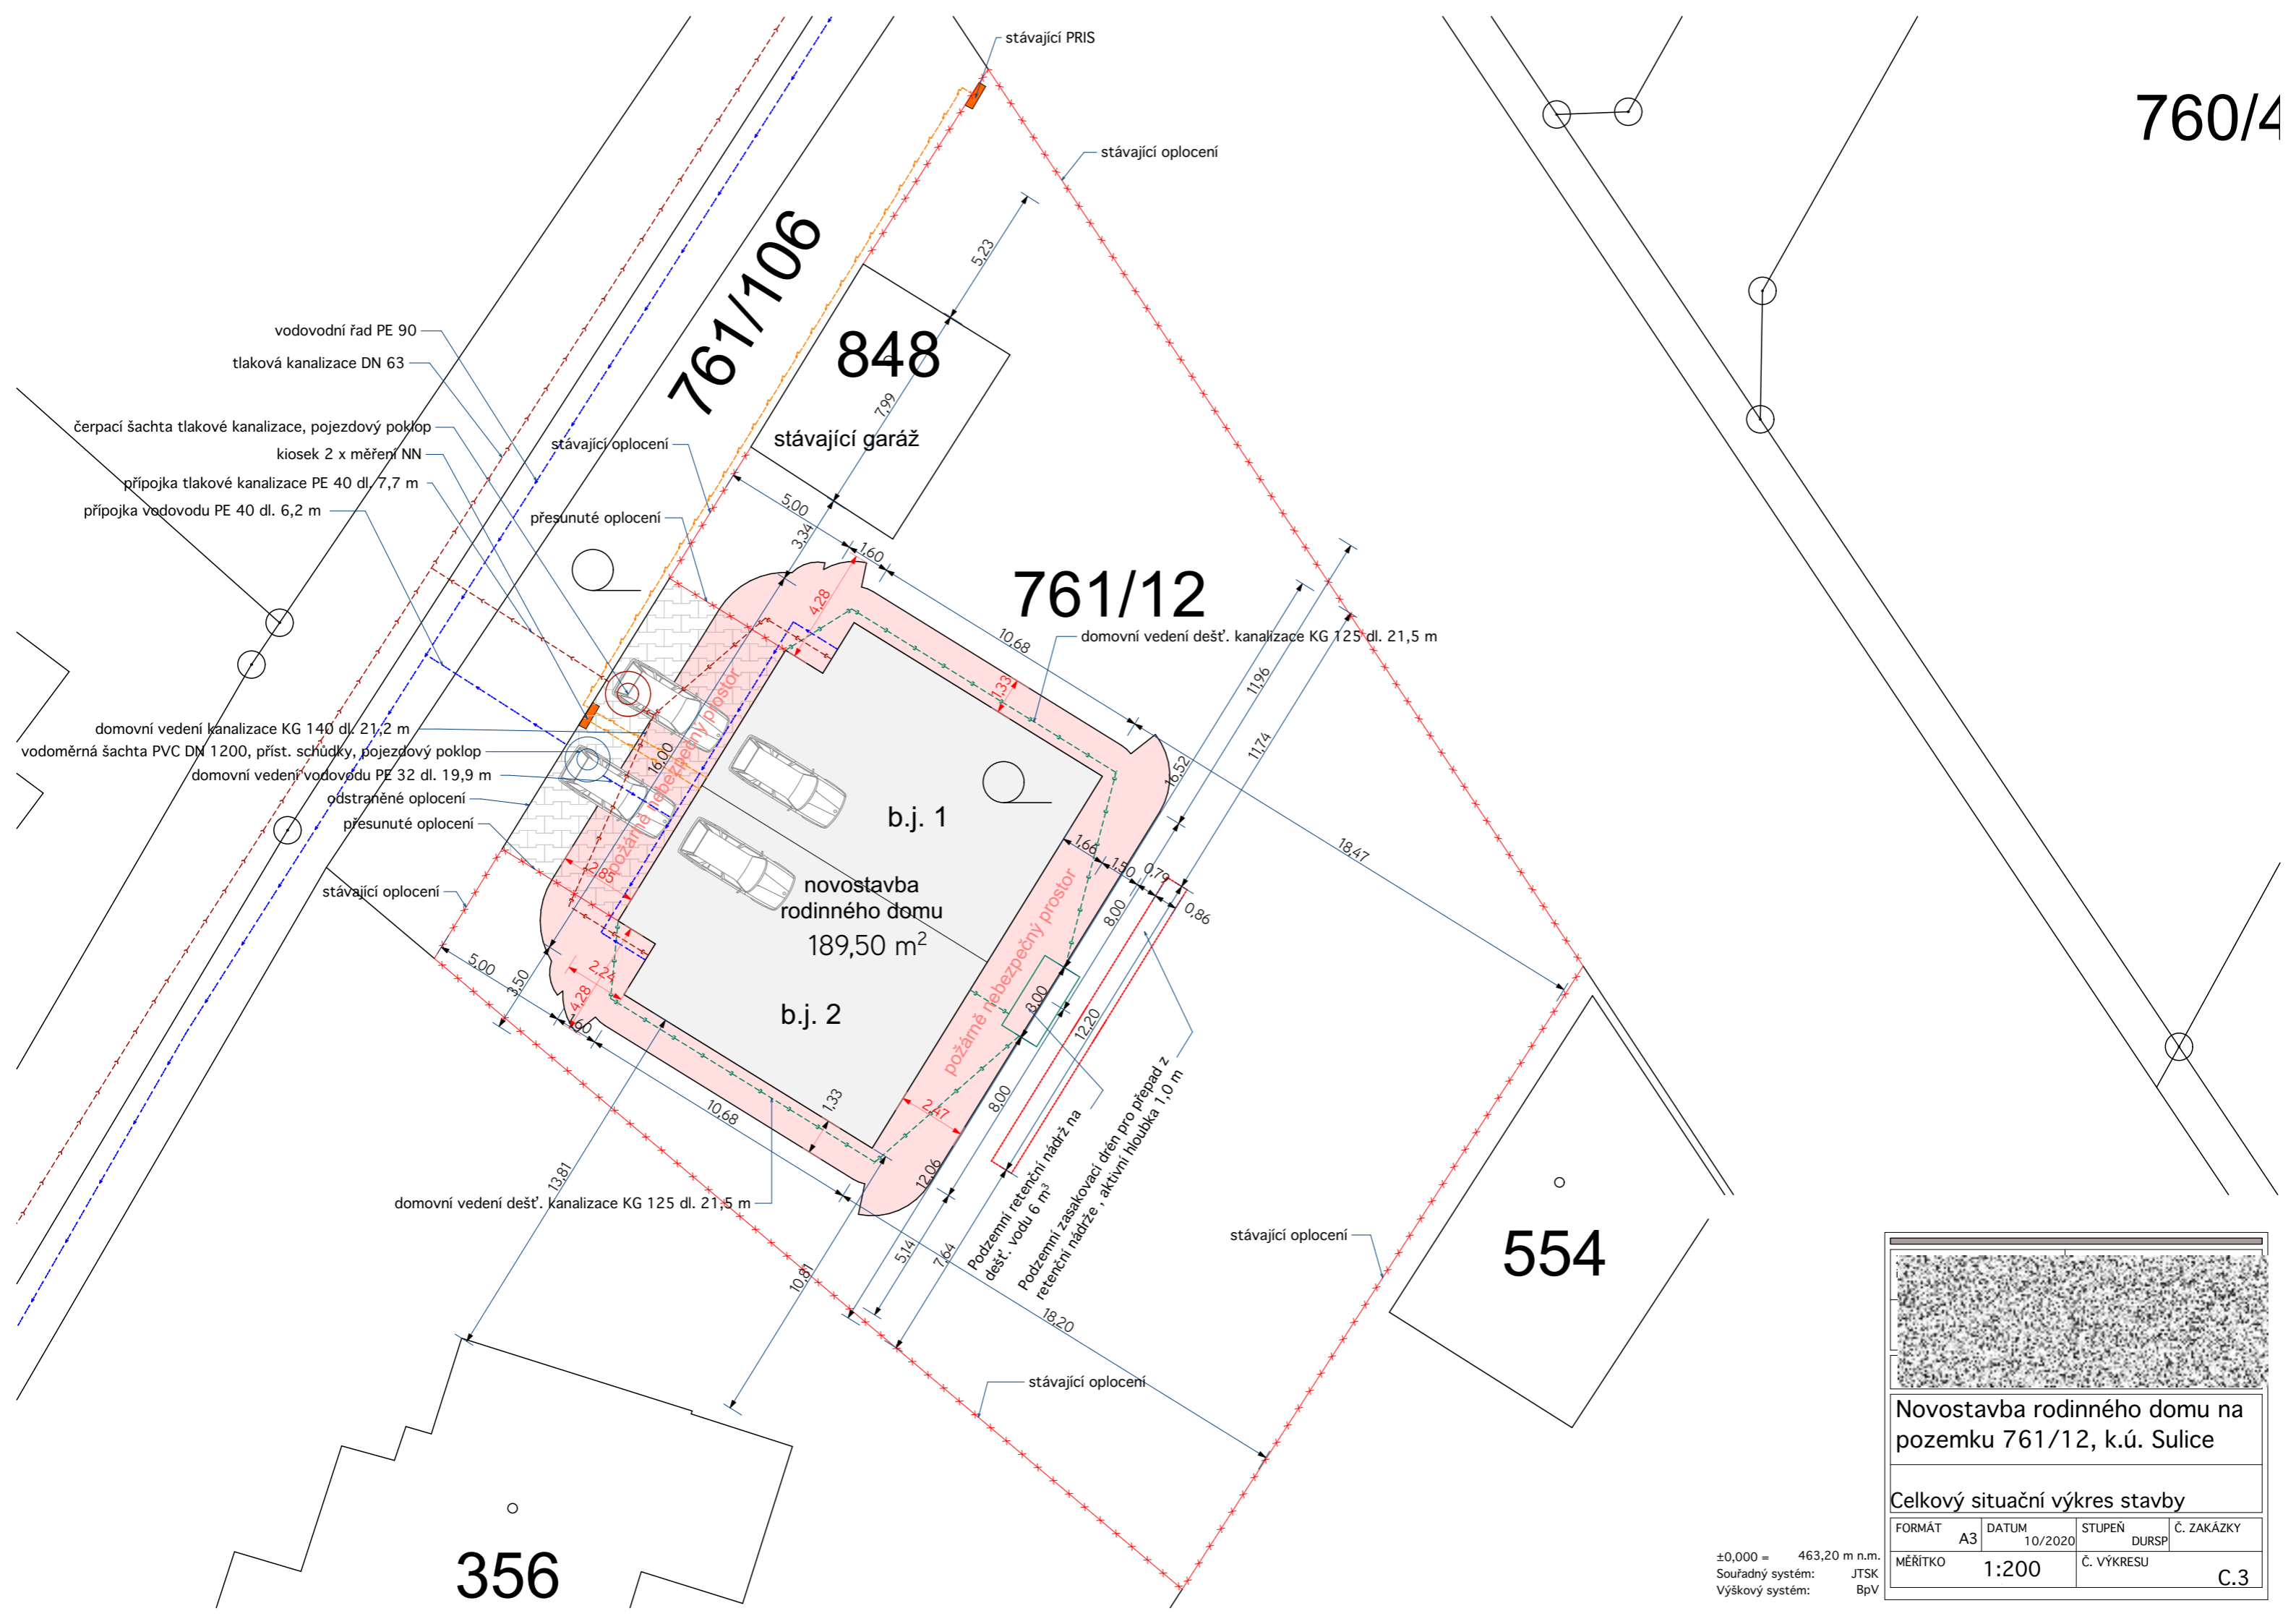 stávající PRIS
760/4
stávající oplocení
761/106
5,23
vodovodní řad PE 90
848
tlaková kanalizace DN 63
7,99
čerpací šachta tlakové kanalizace, pojezdový poklop
stávající garáž
stávající oplocení
kiosek 2 x měření NN
přípojka tlakové kanalizace PE 40 dl. 7,7 m
5,00
přípojka vodovodu PE 40 dl. 6,2 m
přesunuté oplocení
3,34
1,60
761/12
4,28
10,68
domovní vedení dešť. kanalizace KG 125 dl. 21,5 m
11,96
1,33
požárně nebezpečný prostor
domovní vedení kanalizace KG 140 dl. 21,2 m
11,74
vodoměrná šachta PVC DN 1200, příst. schůdky, pojezdový poklop
16,00
domovní vedení vodovodu PE 32 dl. 19,9 m
16,52
odstraněné oplocení
b.j. 1
přesunuté oplocení
1,66
1,50
0,79
18,47
2,85
stávající oplocení
novostavba
rodinného domu
189,50 m²
8,00
0,86
požárně nebezpečný prostor
5,00
3,50
2,24
4,28
1,60
3,00
b.j. 2
12,20
8,00
10,68
1,33
2,47
13,81
12,06
domovní vedení dešť. kanalizace KG 125 dl. 21,5 m
Podzemní retenční nádrž na
dešť. vodu 6 m³
Podzemní zasakovací drén pro přepad z
retenční nádrže , aktivní hloubka 1,0 m
5,14
7,64
10,81
18,20
stávající oplocení
554
stávající oplocení
356
Novostavba rodinného domu na
pozemku 761/12, k.ú. Sulice
Celkový situační výkres stavby
FORMÁT A3 DATUM 10/2020 STUPEŇ DURSP Č. ZAKÁZKY
MĚŘÍTKO 1:200 Č. VÝKRESU C.3
±0,000 = 463,20 m n.m.
Souřadný systém: JTSK
Výškový systém: BpV